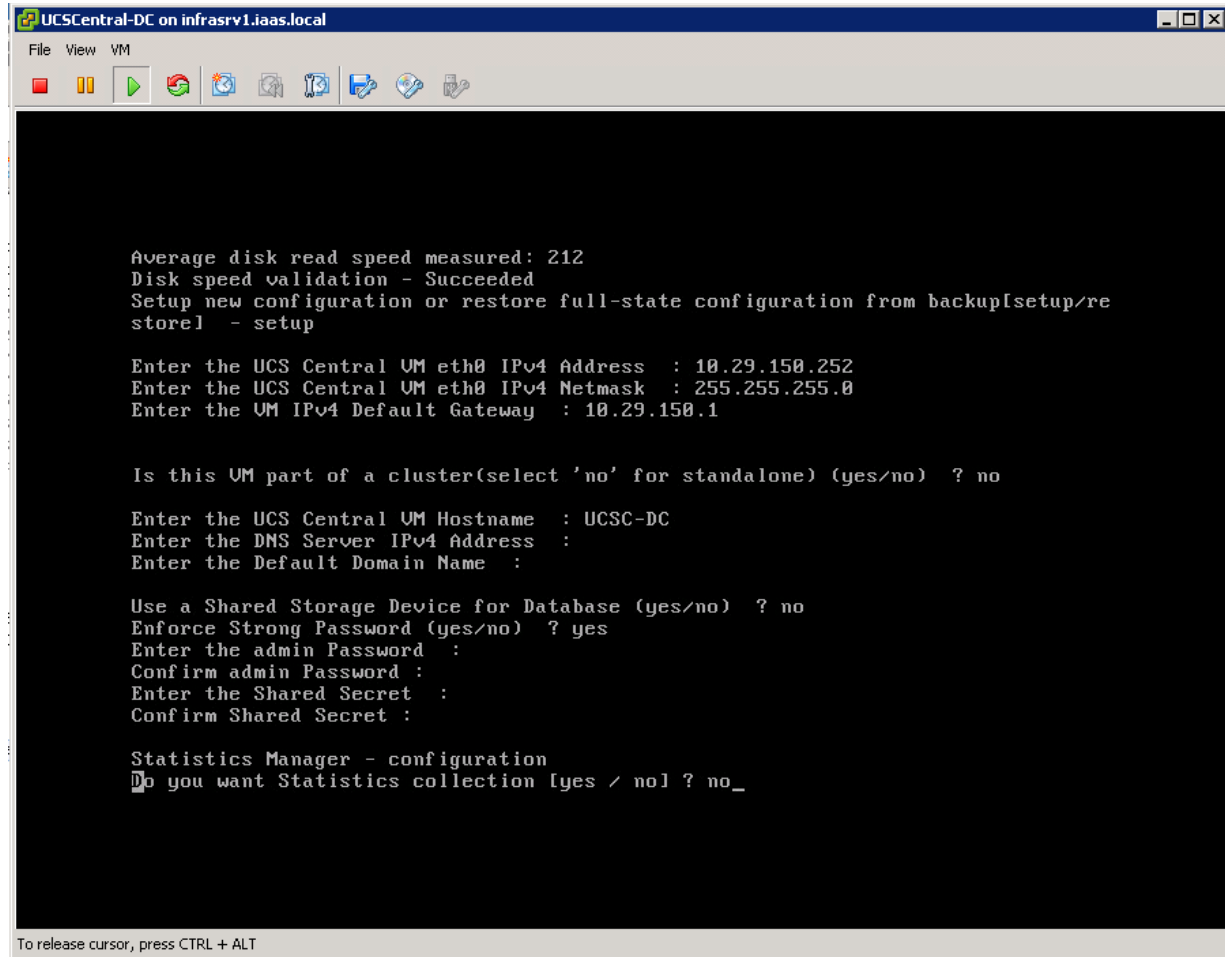 UCSCentral-DC on infrasrv1.iaas.local
File View VM
Average disk read speed measured: 212
Disk speed validation - Succeeded
Setup new configuration or restore full-state configuration from backup[setup/re
store]  - setup
Enter the UCS Central VM eth0 IPv4 Address  : 10.29.150.252
Enter the UCS Central VM eth0 IPv4 Netmask  : 255.255.255.0
Enter the VM IPv4 Default Gateway  : 10.29.150.1
Is this VM part of a cluster(select 'no' for standalone) (yes/no)  ? no
Enter the UCS Central VM Hostname  : UCSC-DC
Enter the DNS Server IPv4 Address  :
Enter the Default Domain Name  :
Use a Shared Storage Device for Database (yes/no)  ? no
Enforce Strong Password (yes/no)  ? yes
Enter the admin Password  :
Confirm admin Password :
Enter the Shared Secret  :
Confirm Shared Secret :
Statistics Manager - configuration
Do you want Statistics collection [yes / no] ? no_
To release cursor, press CTRL + ALT